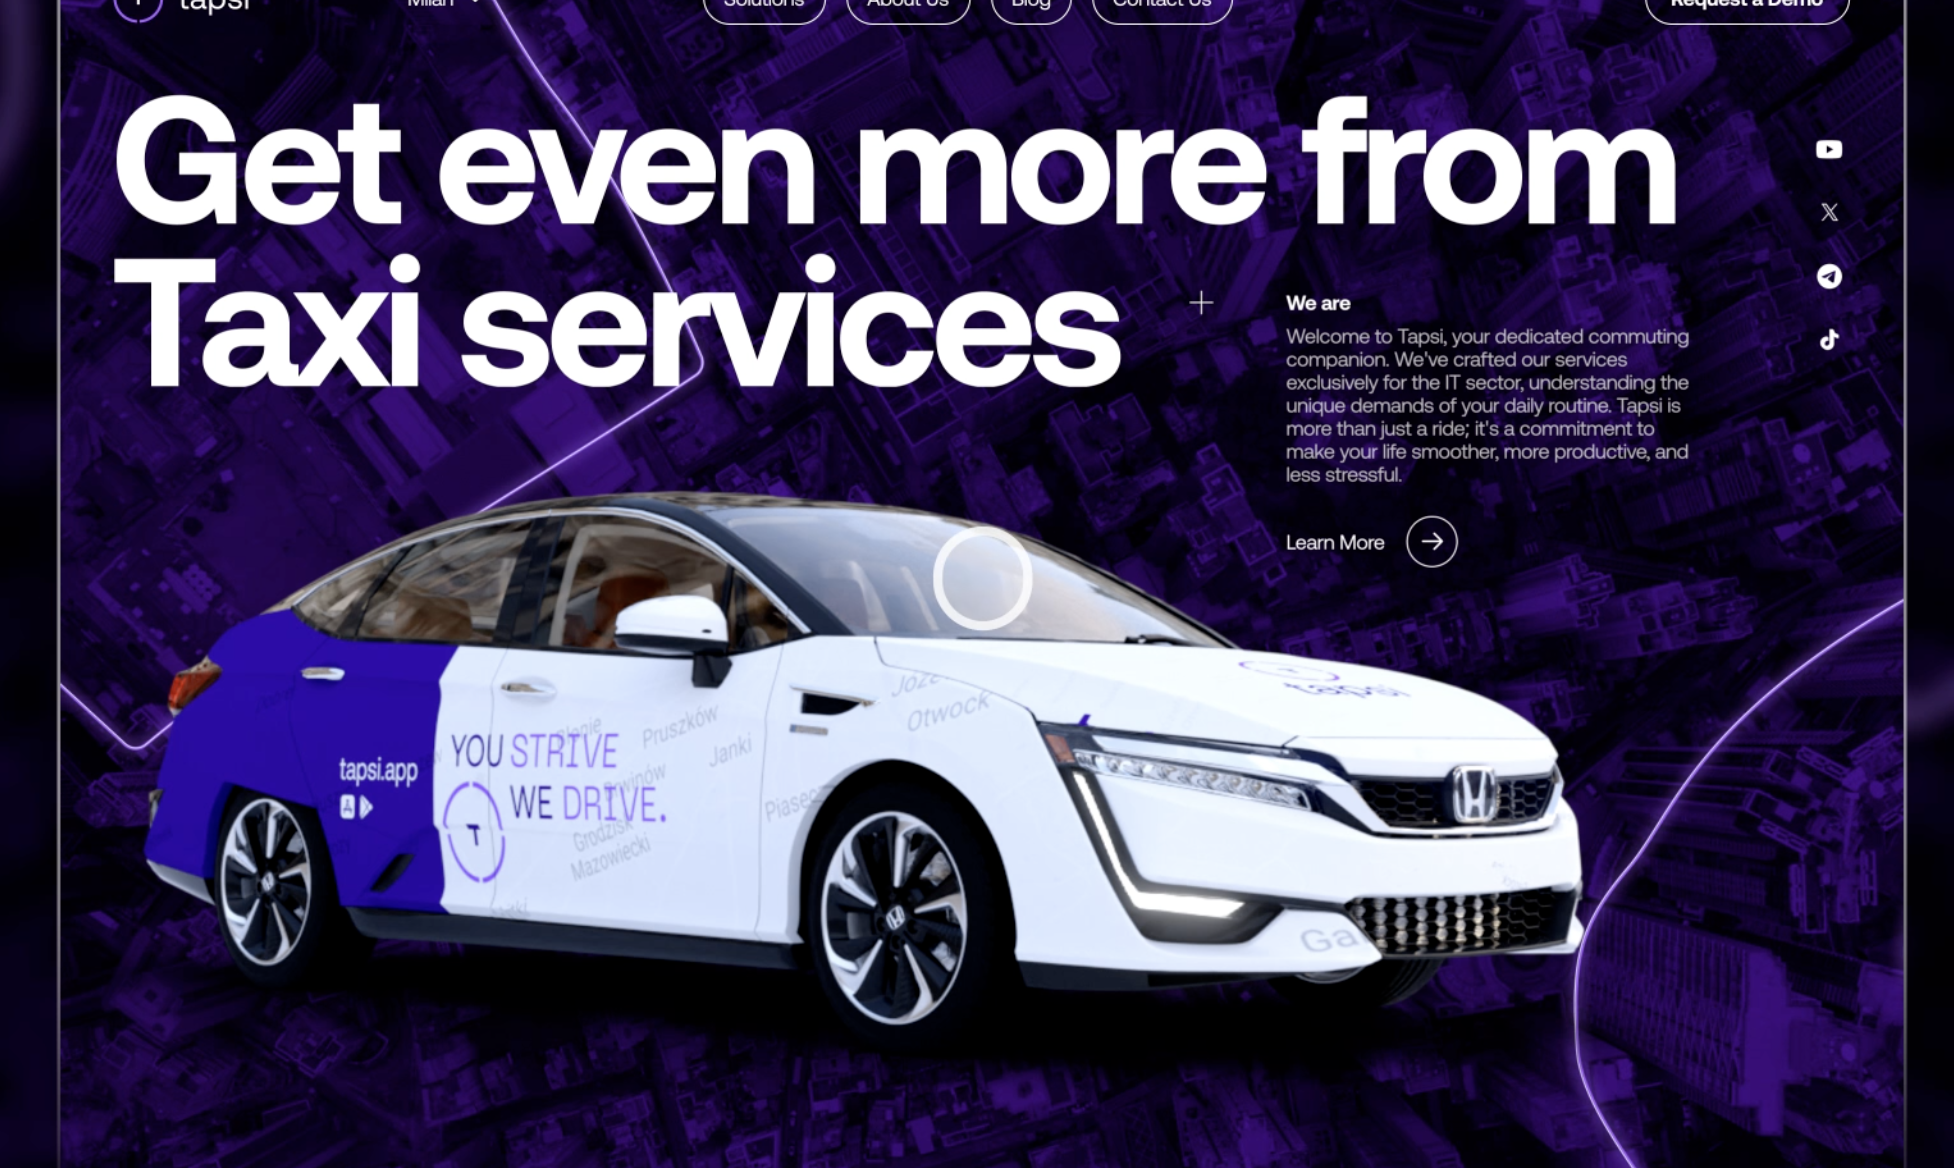 tapsi
Milan
Solutions
About Us
Blog
Contact Us
Request a Demo
Get even more from
Taxi services
We are
Welcome to Tapsi, your dedicated commuting
companion. We've crafted our services
exclusively for the IT sector, understanding the
unique demands of your daily routine. Tapsi is
more than just a ride; it's a commitment to
make your life smoother, more productive, and
less stressful.
Learn More
tapsi
Otwock
Pruszków
Janki
YOU STRIVE
WE DRIVE.
tapsi.app
T
Grodzisk
Mazowiecki